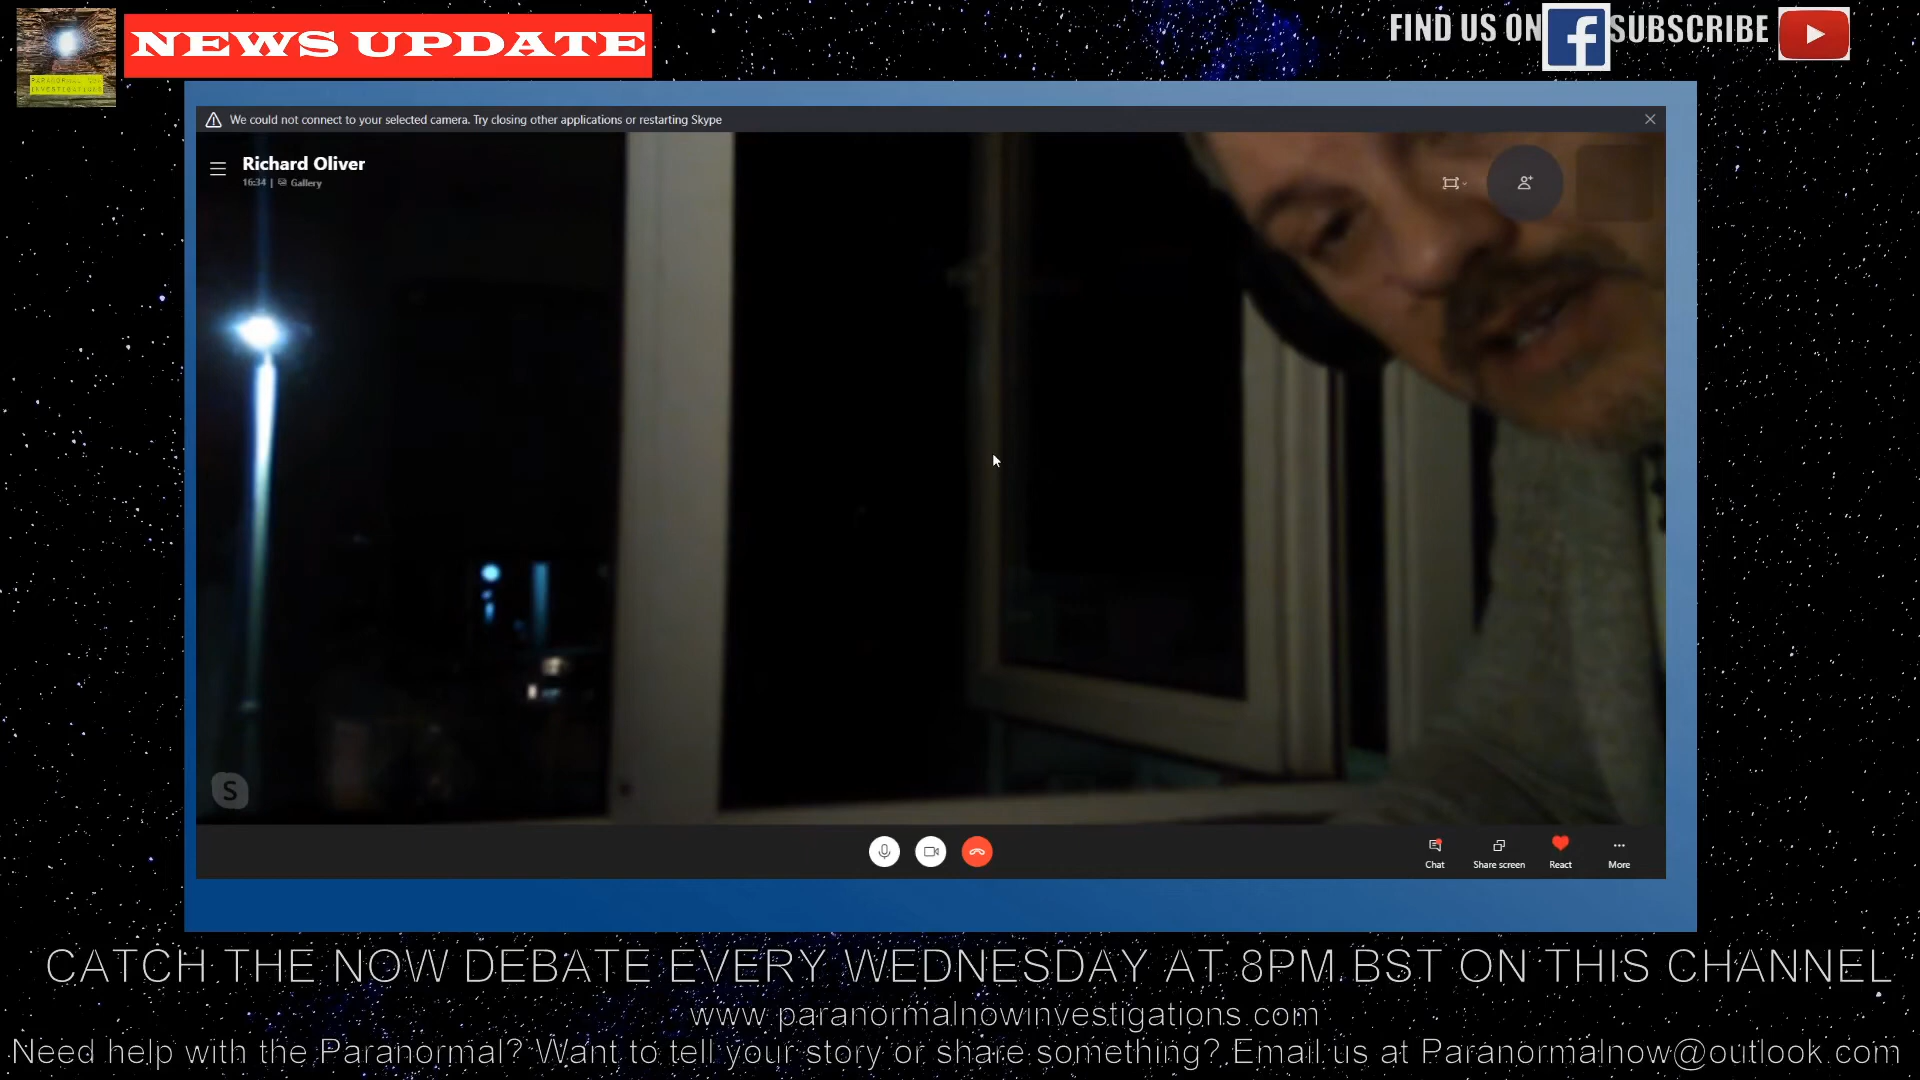 NEWS UPDATE
FIND US ON f SUBSCRIBE
PARANORMAL NOW
INVESTIGATIONS
We could not connect to your selected camera. Try closing other applications or restarting Skype
Richard Oliver
16:34 | Gallery
S
Chat
Share screen
React
More
CATCH THE NOW DEBATE EVERY WEDNESDAY AT 8PM BST ON THIS CHANNEL
www.paranormalnowinvestigations.com
Need help with the Paranormal? Want to tell your story or share something? Email us at Paranormalnow@outlook.com